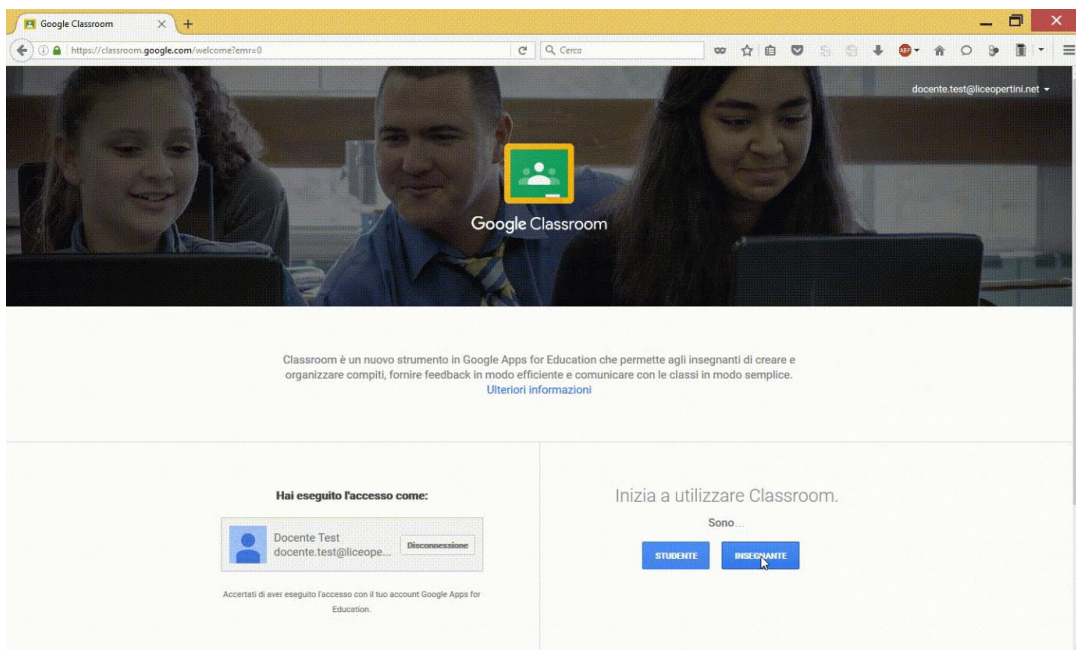 Google Classroom
https://classroom.google.com/welcome?emr=0
Cerca
ABP
docente.test@liceopertini.net
Google Classroom
Classroom è un nuovo strumento in Google Apps for Education che permette agli insegnanti di creare e
organizzare compiti, fornire feedback in modo efficiente e comunicare con le classi in modo semplice.
Ulteriori informazioni
Hai eseguito l'accesso come:
Docente Test
docente.test@liceope...
Disconnessione
Accertati di aver eseguito l'accesso con il tuo account Google Apps for
Education.
Inizia a utilizzare Classroom.
Sono...
STUDENTE
INSEGNANTE